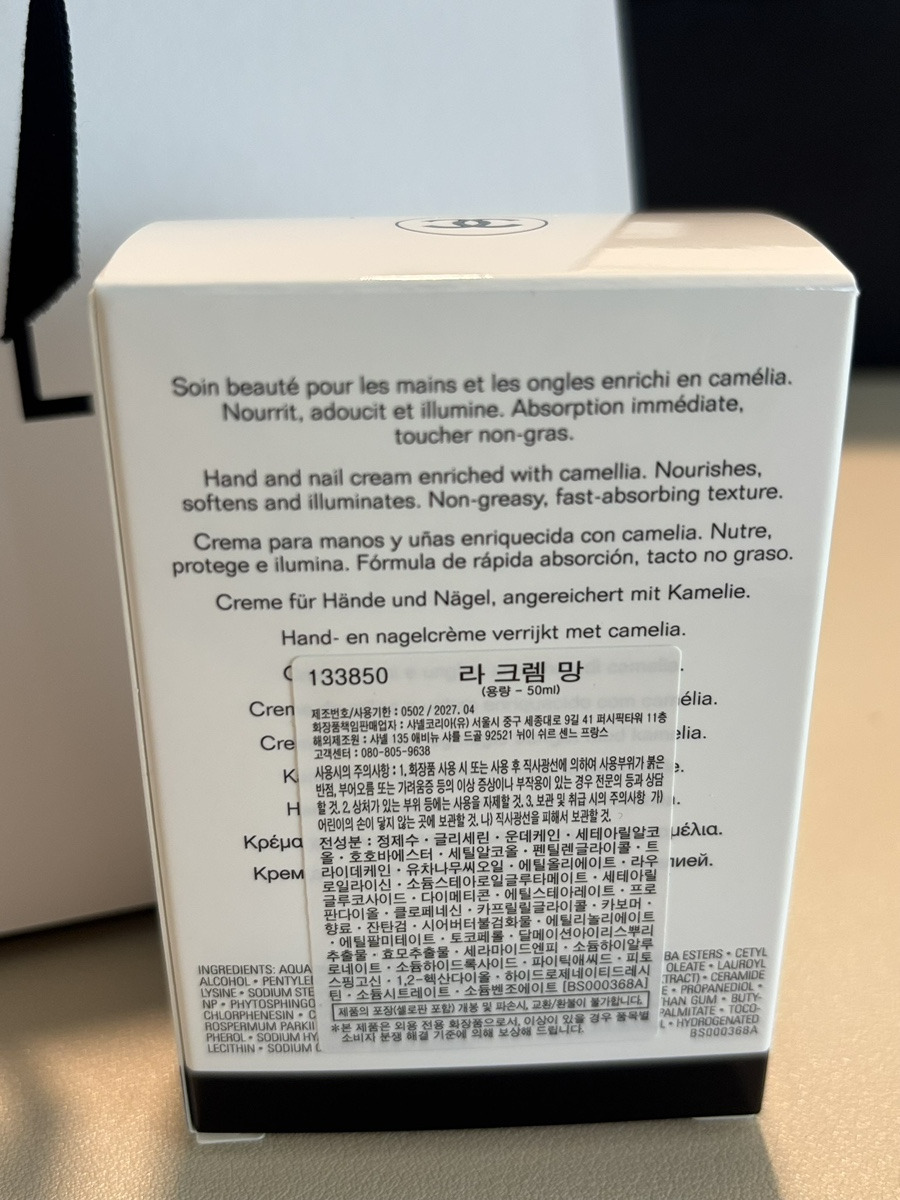 Soin beauté pour les mains et les ongles enrichi en camélia.
Nourrit, adoucit et illumine. Absorption immédiate,
toucher non-gras.
Hand and nail cream enriched with camellia. Nourishes,
softens and illuminates. Non-greasy, fast-absorbing texture.
Crema para manos y uñas enriquecida con camelia. Nutre,
protege e ilumina. Fórmula de rápida absorción, tacto no graso.
Creme für Hände und Nägel, angereichert mit Kamelie.
Hand- en nagelcrème verrijkt met camelia.
133850 라 크렘 망
(용량 - 50ml)
제조번호/사용기한 : 0502 / 2027. 04
화장품책임판매업자 : 샤넬코리아(유) 서울시 중구 세종대로 9길 41 퍼시픽타워 11층
해외제조원 : 샤넬 135 애비뉴 샤를 드골 92521 뉘이 쉬르 센느 프랑스
고객센터 : 080-805-9638
사용시의 주의사항 : 1. 화장품 사용 시 또는 사용 후 직사광선에 의하여 사용부위가 붉은
반점, 부어오름 또는 가려움증 등의 이상 증상이나 부작용이 있는 경우 전문의 등과 상담
할 것. 2. 상처가 있는 부위 등에는 사용을 자제할 것. 3. 보관 및 취급 시의 주의사항 가)
어린이의 손이 닿지 않는 곳에 보관할 것. 나) 직사광선을 피해서 보관할 것.
전성분 : 정제수 · 글리세린 · 운데케인 · 세테아릴알코
올 · 호호바에스터 · 세틸알코올 · 펜틸렌글라이콜 · 트
라이데케인 · 유차나무씨오일 · 에틸올리에이트 · 라우
로일라이신 · 소듐스테아로일글루타메이트 · 세테아릴
글루코사이드 · 다이메티콘 · 에틸스테아레이트 · 프로
판다이올 · 클로페네신 · 카프릴릴글라이콜 · 카보머 ·
향료 · 잔탄검 · 시어버터불검화물 · 에틸리놀리에이트
· 에틸팔미테이트 · 토코페롤 · 달메이션아이리스뿌리
추출물 · 효모추출물 · 세라마이드엔피 · 소듐하이알루
로네이트 · 소듐하이드록사이드 · 파이틱애씨드 · 피토
스핑고신 · 1,2-헥산다이올 · 하이드로제네이티드레시
틴 · 소듐시트레이트 · 소듐벤조에이트 [BS000368A]
제품의 포장(셀로판 포함) 개봉 및 파손시, 교환/환불이 불가합니다.
※본 제품은 외용 전용 화장품으로서, 이상이 있을 경우 품목별
소비자 분쟁 해결 기준에 의해 보상해 드립니다.
INGREDIENTS: AQUA BA ESTERS • CETYL
ALCOHOL • PENTYLE OLEATE • LAUROYL
LYSINE • SODIUM STE TRACT) • CERAMIDE
NP • PHYTOSPHINGO • PROPANEDIOL •
CHLORPHENESIN • C HAN GUM • BUTY-
ROSPERMUM PARKII PALMITATE • TOCO-
PHEROL • SODIUM HY L • HYDROGENATED
LECITHIN • SODIUM BS000368A